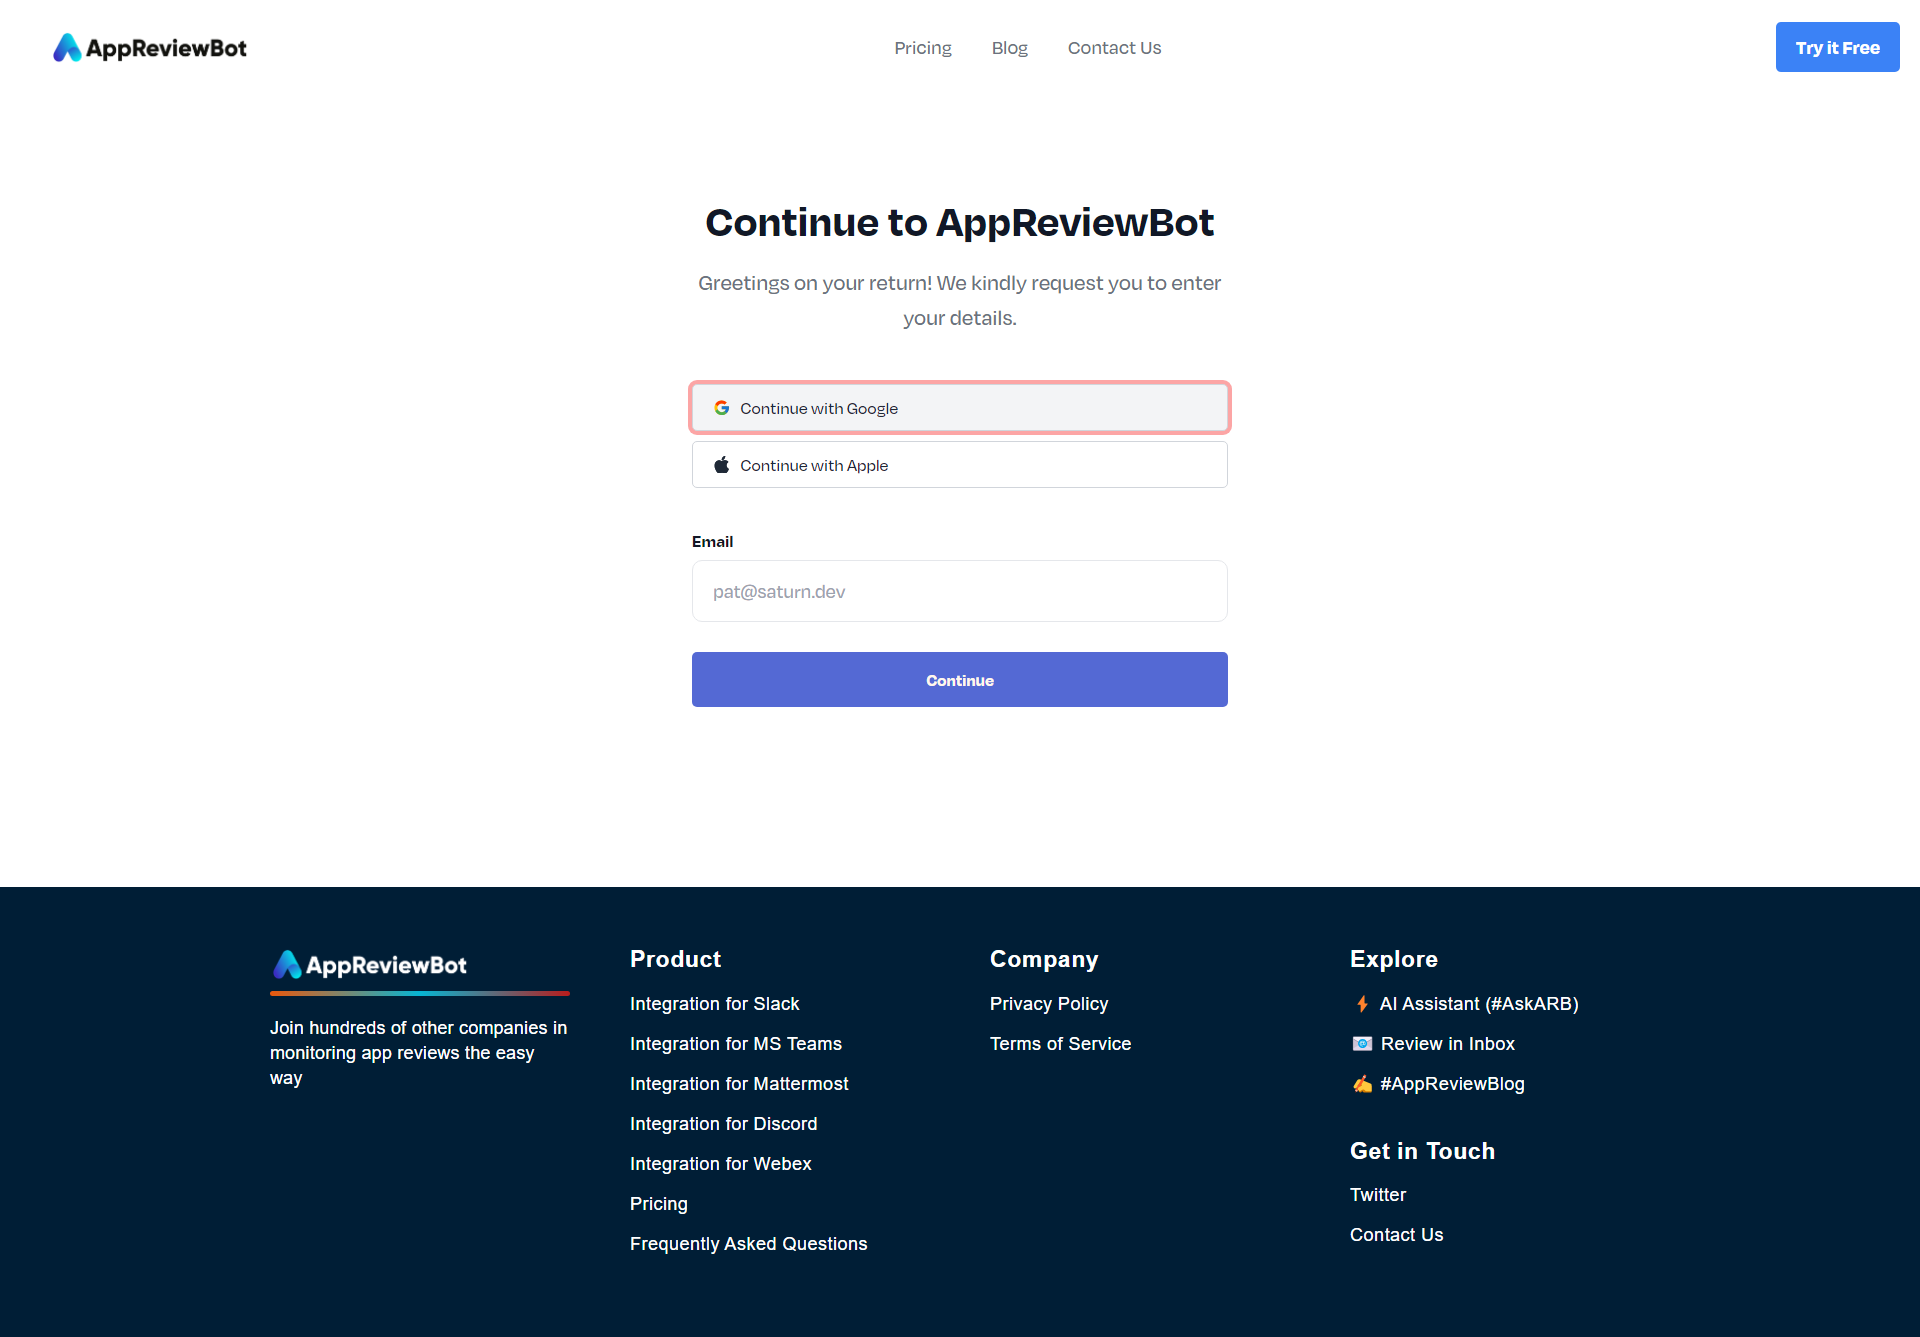 AppReviewBot
Pricing
Blog
Contact Us
Try it Free
Continue to AppReviewBot
Greetings on your return! We kindly request you to enter
your details.
Continue with Google
Continue with Apple
Email
pat@saturn.dev
Continue
AppReviewBot
Join hundreds of other companies in
monitoring app reviews the easy
way
Product
Integration for Slack
Integration for MS Teams
Integration for Mattermost
Integration for Discord
Integration for Webex
Pricing
Frequently Asked Questions
Company
Privacy Policy
Terms of Service
Explore
AI Assistant (#AskARB)
Review in Inbox
#AppReviewBlog
Get in Touch
Twitter
Contact Us